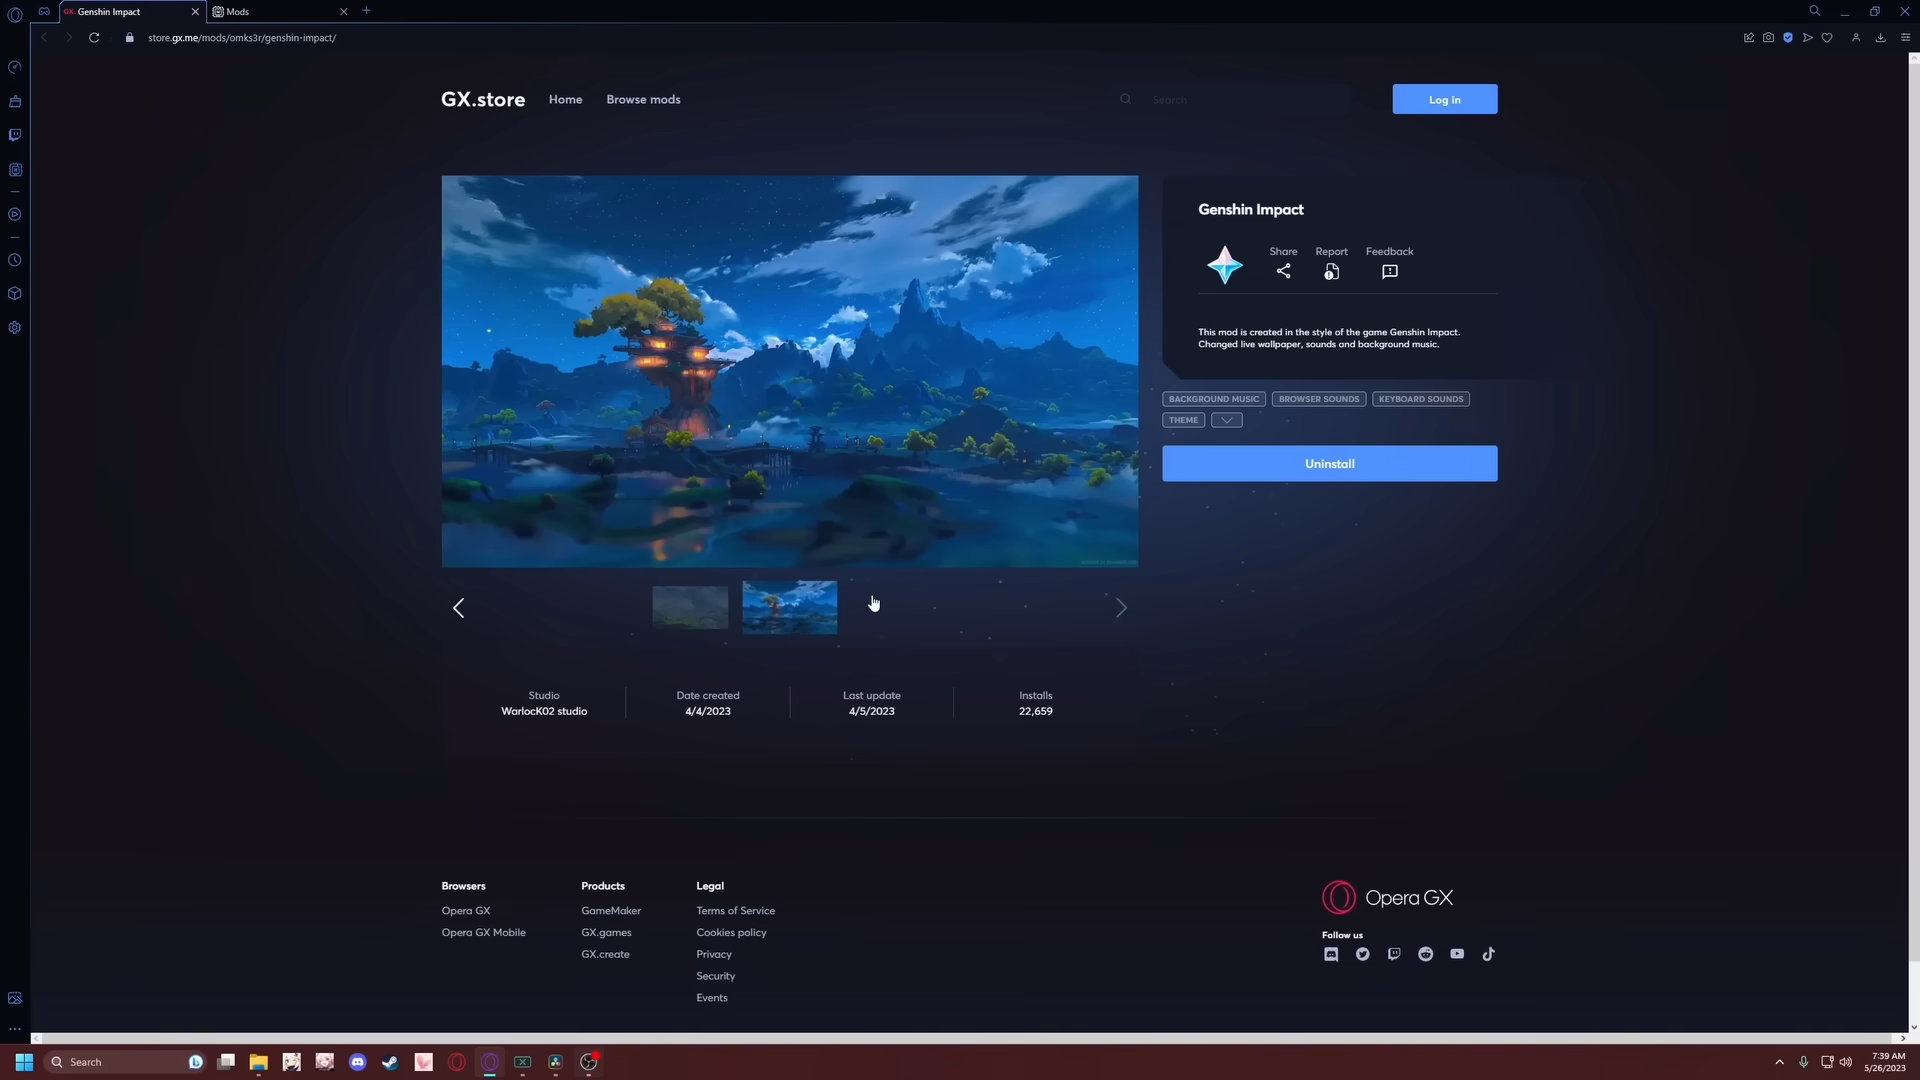 Genshin Impact
Mods
store.gx.me/mods/omks3r/genshin-impact/
GX.store
Home
Browse mods
Search
Log in
Genshin Impact
Share
Report
Feedback
This mod is created in the style of the game Genshin Impact.
Changed live wallpaper, sounds and background music.
BACKGROUND MUSIC
BROWSER SOUNDS
KEYBOARD SOUNDS
THEME
Uninstall
Studio
WarlocK02 studio
Date created
4/4/2023
Last update
4/5/2023
Installs
22,659
Browsers
Opera GX
Opera GX Mobile
Products
GameMaker
GX.games
GX.create
Legal
Terms of Service
Cookies policy
Privacy
Security
Events
Opera GX
Follow us
Search
7:39 AM
5/26/2023